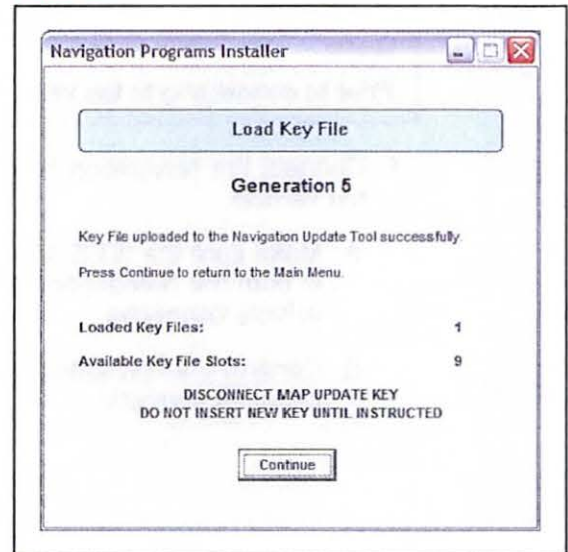 Navigation Programs Installer
Load Key File
Generation 5
Key File uploaded to the Navigation Update Tool successfully.
Press Continue to return to the Main Menu.
Loaded Key Files: 1
Available Key File Slots: 9
DISCONNECT MAP UPDATE KEY
DO NOT INSERT NEW KEY UNTIL INSTRUCTED
Continue